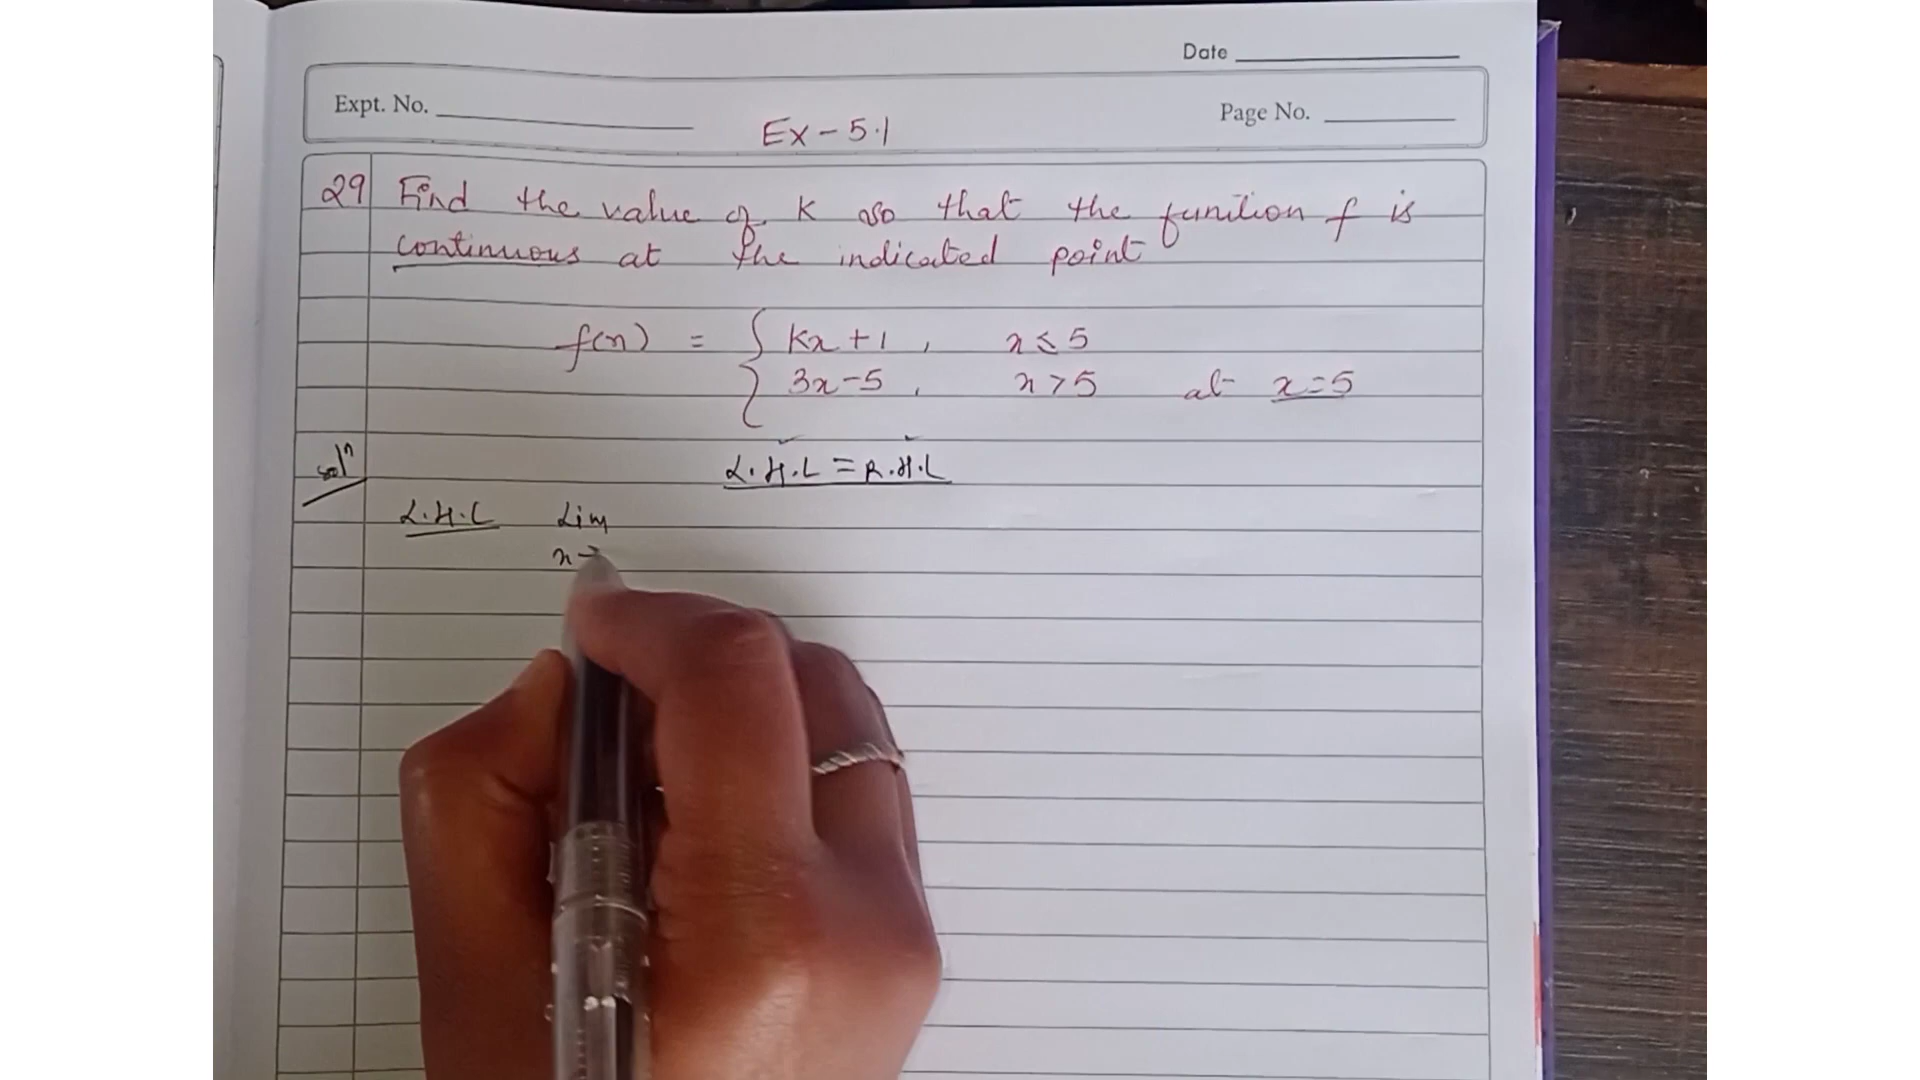 Date
Expt. No.
Page No.
Ex - 5.1
29 Find the value of K so that the funition f is
continuous at the indicated point
f(x) = { Kx + 1 , x ≤ 5
3x - 5 , x > 5 at x = 5
soln
L.H.L = R.H.L
L.H.L Lim
x→